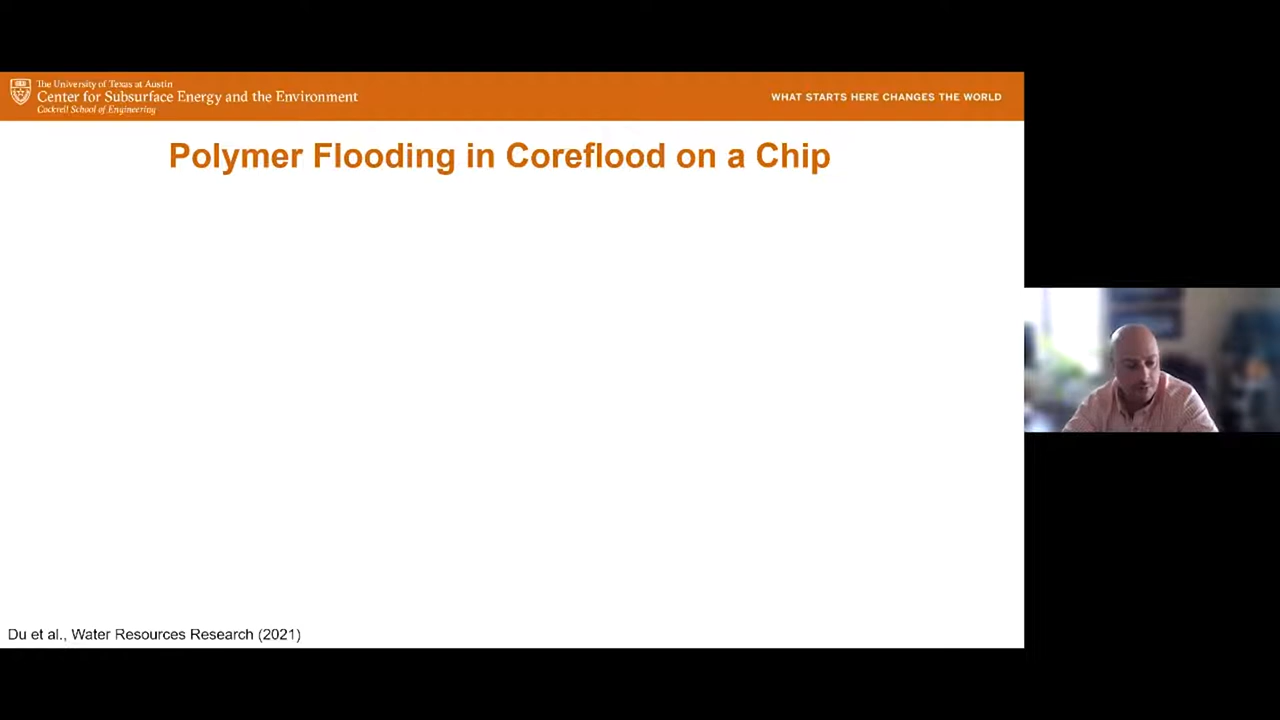 The University of Texas at Austin
Center for Subsurface Energy and the Environment
Cockrell School of Engineering
WHAT STARTS HERE CHANGES THE WORLD
Polymer Flooding in Coreflood on a Chip
Du et al., Water Resources Research (2021)